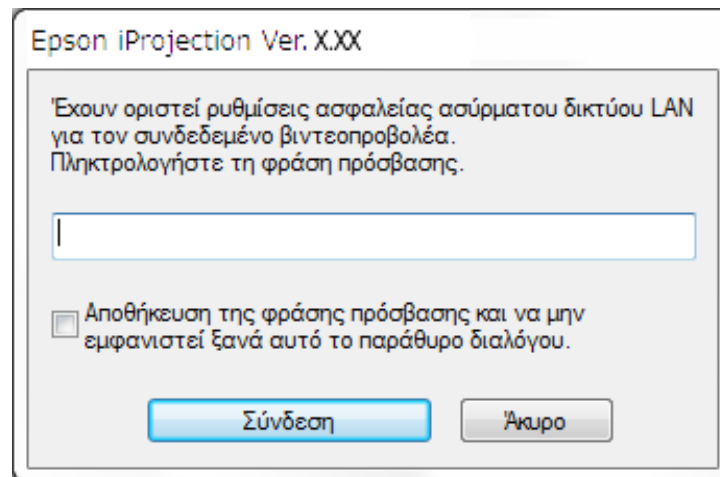 Epson iProjection Ver. X.XX
Έχουν οριστεί ρυθμίσεις ασφαλείας ασύρματου δικτύου LAN
για τον συνδεδεμένο βιντεοπροβολέα.
Πληκτρολογήστε τη φράση πρόσβασης.
Αποθήκευση της φράσης πρόσβασης και να μην
εμφανιστεί ξανά αυτό το παράθυρο διαλόγου.
Σύνδεση
Άκυρο